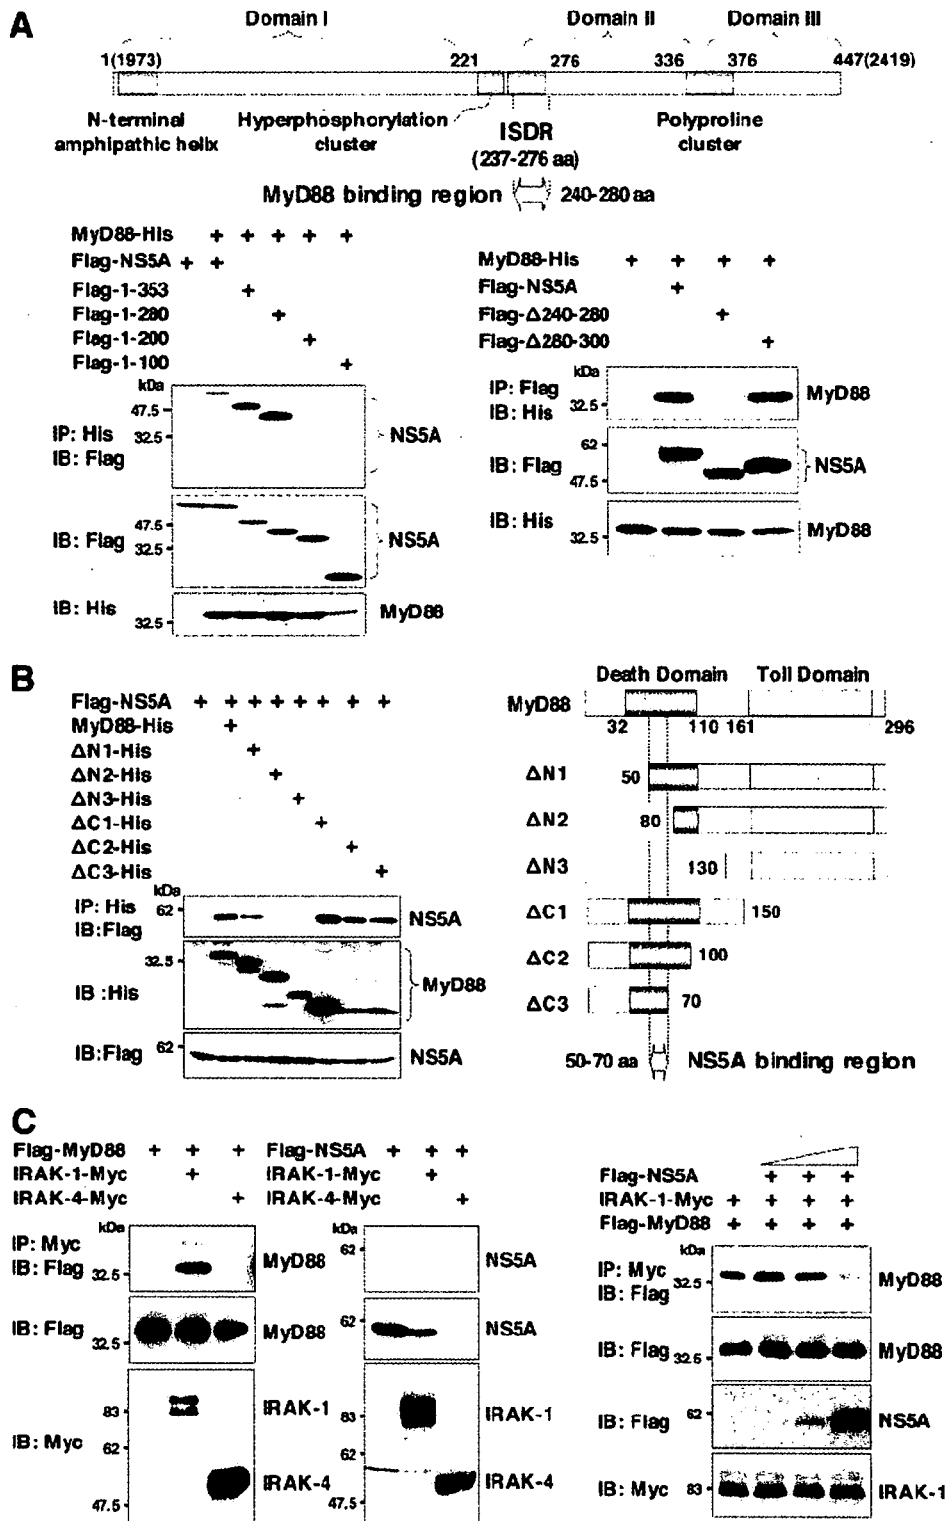 A
Domain I
Domain II
Domain III
1(1973)
221
276
336
376
447(2419)
N-terminal
amphipathic helix
Hyperphosphorylation
cluster
ISDR
(237-276 aa)
Polyproline
cluster
MyD88 binding region
240-280 aa
MyD88-His + + + + +
Flag-NS5A + +
Flag-1-353 +
Flag-1-280 +
Flag-1-200 +
Flag-1-100 +
kDa
47.5
32.5
IP: His
IB: Flag
NS5A
47.5
32.5
IB: Flag
NS5A
IB: His
32.5
MyD88
MyD88-His + + + +
Flag-NS5A +
Flag-Δ240-280 +
Flag-Δ280-300 +
kDa
IP: Flag
IB: His
32.5
MyD88
62
47.5
IB: Flag
NS5A
IB: His
32.5
MyD88
B
Flag-NS5A + + + + + + + +
MyD88-His +
ΔN1-His +
ΔN2-His +
ΔN3-His +
ΔC1-His +
ΔC2-His +
ΔC3-His +
kDa
IP: His
IB:Flag
62
NS5A
32.5
IB :His
MyD88
IB:Flag
62
NS5A
Death Domain
Toll Domain
MyD88
32
110
161
296
ΔN1
50
ΔN2
80
ΔN3
130
ΔC1
150
ΔC2
100
ΔC3
70
50-70 aa
NS5A binding region
C
Flag-MyD88 + + +
IRAK-1-Myc +
IRAK-4-Myc +
kDa
IP: Myc
IB: Flag
32.5
MyD88
IB: Flag
32.5
MyD88
83
62
47.5
IB: Myc
IRAK-1
IRAK-4
Flag-NS5A + + +
IRAK-1-Myc +
IRAK-4-Myc +
kDa
62
NS5A
62
NS5A
83
62
47.5
IRAK-1
IRAK-4
Flag-NS5A + + +
IRAK-1-Myc + + + +
Flag-MyD88 + + + +
kDa
IP: Myc
IB: Flag
32.5
MyD88
IB: Flag
32.5
MyD88
IB: Flag
62
NS5A
IB: Myc
83
IRAK-1